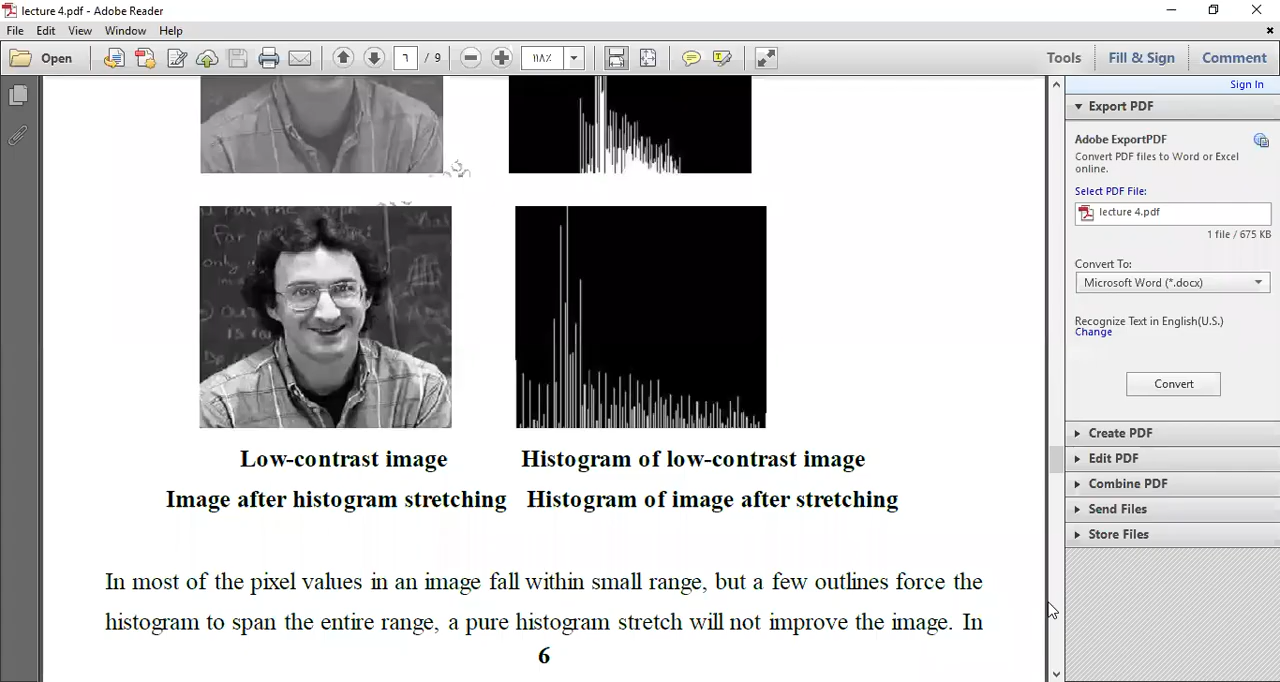 lecture 4.pdf - Adobe Reader
File Edit View Window Help
Open ٦ / 9 ١١٨٪ Tools Fill & Sign Comment
Sign In
Export PDF
Adobe ExportPDF
Convert PDF files to Word or Excel
online.
Select PDF File:
lecture 4.pdf
1 file / 675 KB
Convert To:
Microsoft Word (*.docx)
Recognize Text in English(U.S.)
Change
Convert
Create PDF
Edit PDF
Combine PDF
Send Files
Store Files
Low-contrast image Histogram of low-contrast image
Image after histogram stretching Histogram of image after stretching
In most of the pixel values in an image fall within small range, but a few outlines force the
histogram to span the entire range, a pure histogram stretch will not improve the image. In
6